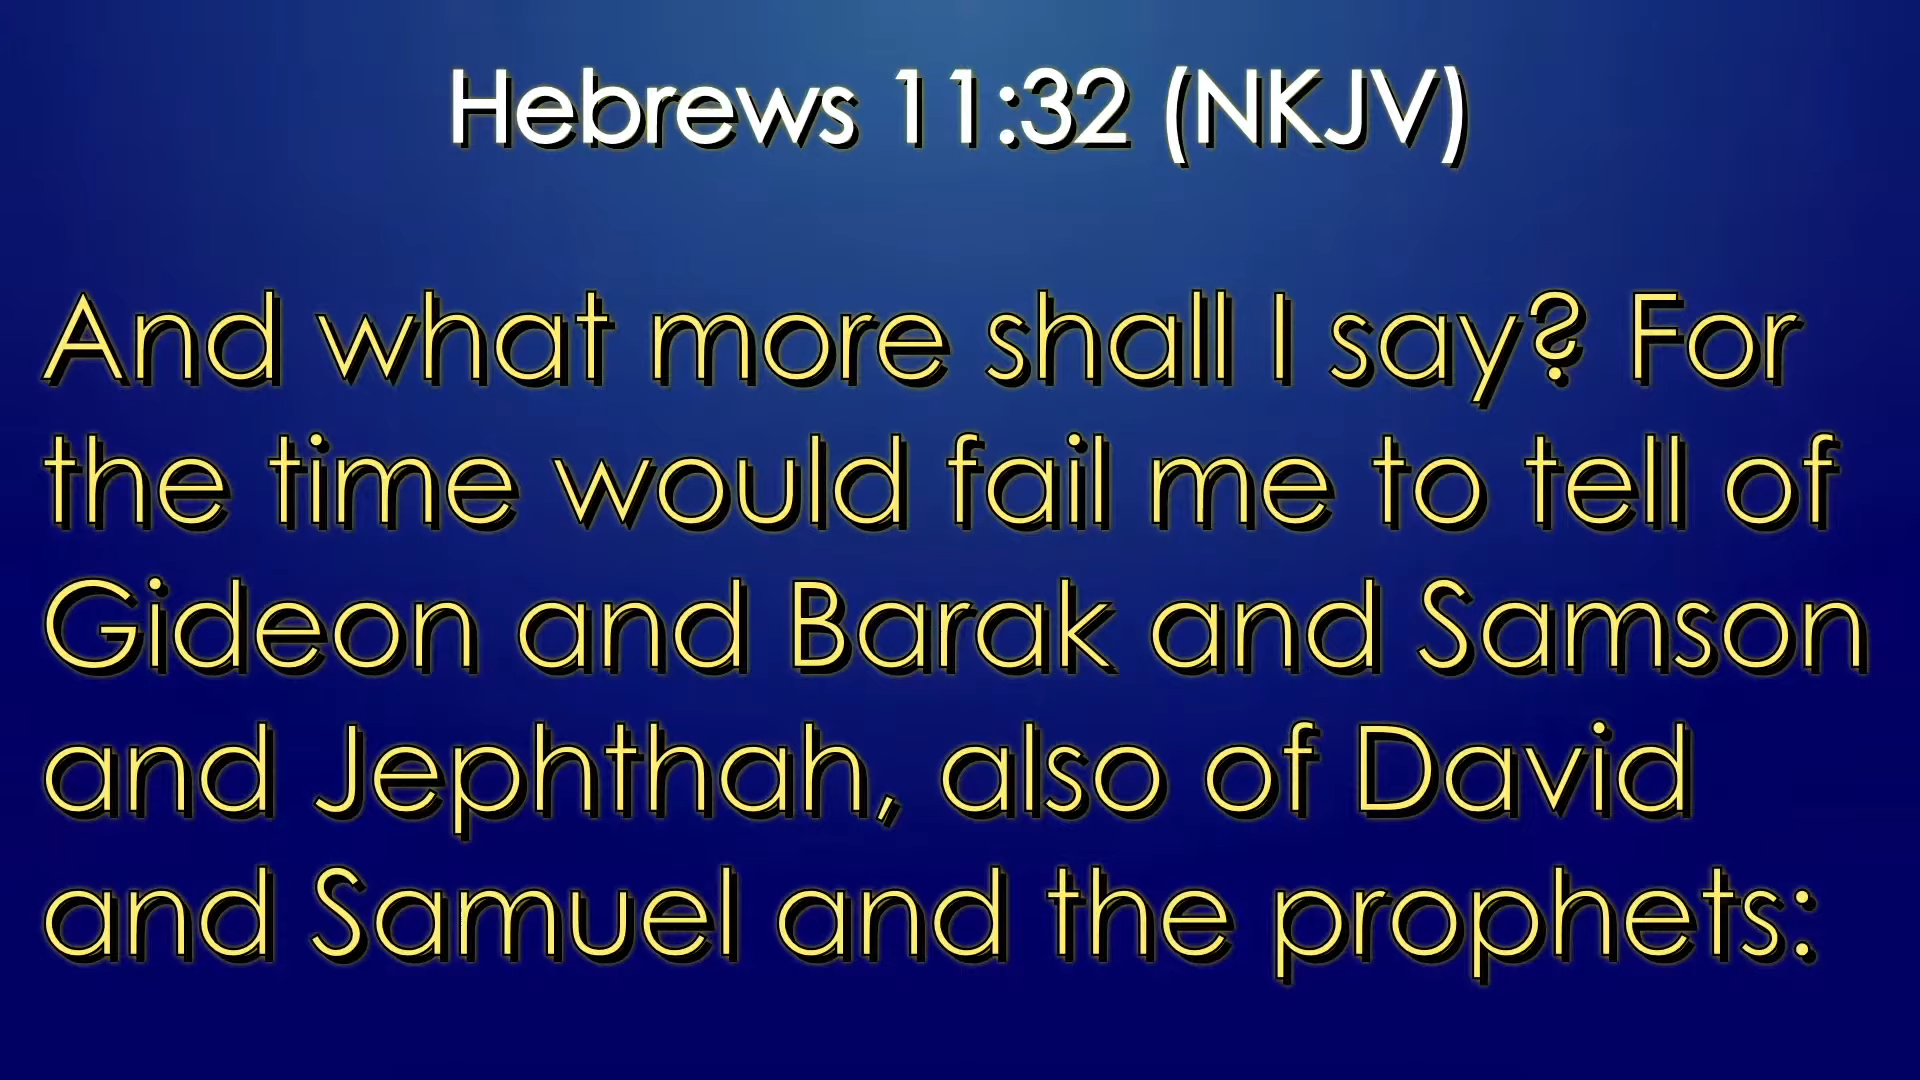 Hebrews 11:32 (NKJV)
And what more shall I say? For
the time would fail me to tell of
Gideon and Barak and Samson
and Jephthah, also of David
and Samuel and the prophets: